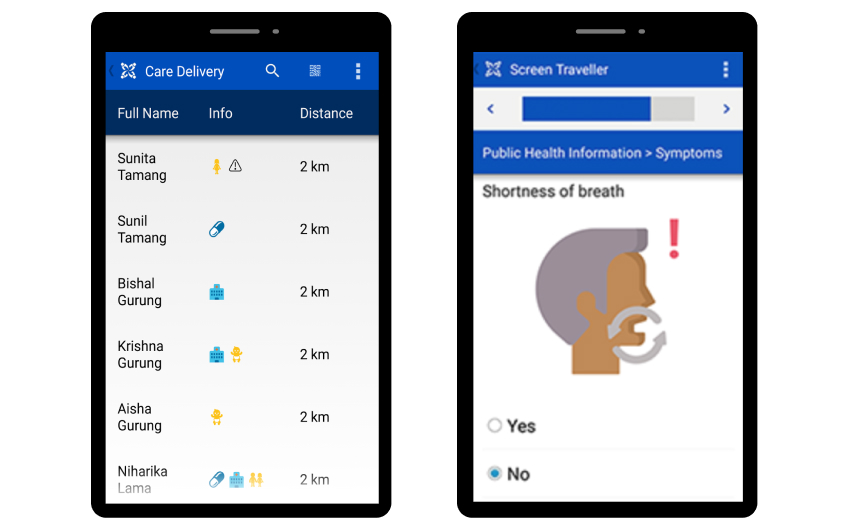 Care Delivery
Full Name Info Distance
Sunita
Tamang
2 km
Sunil
Tamang
2 km
Bishal
Gurung
2 km
Krishna
Gurung
2 km
Aisha
Gurung
2 km
Niharika
Lama
2 km
Screen Traveller
Public Health Information > Symptoms
Shortness of breath
!
Yes
No